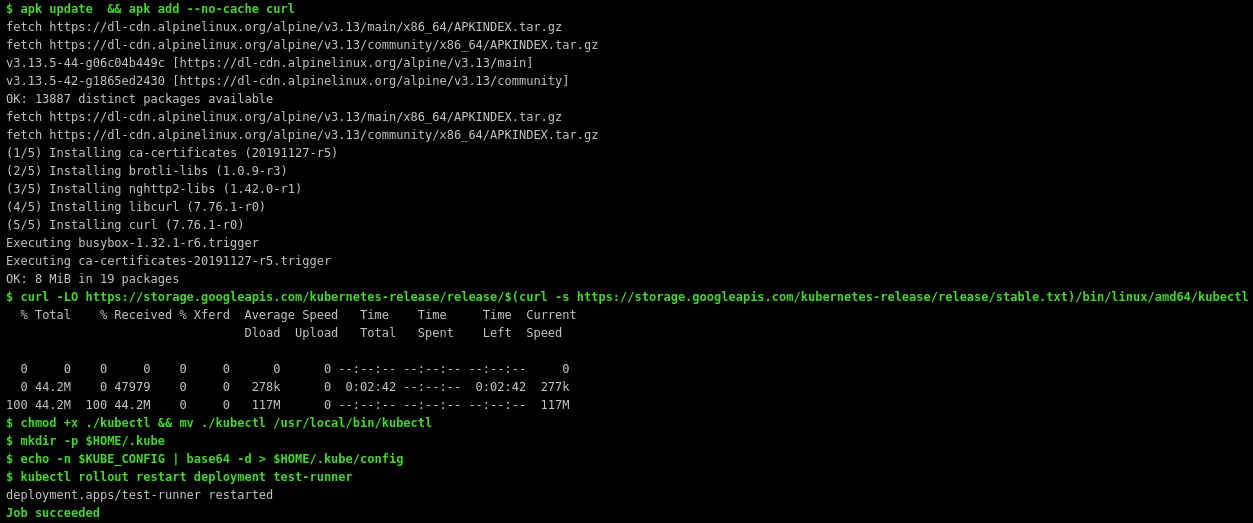 $ apk update  && apk add --no-cache curl
fetch https://dl-cdn.alpinelinux.org/alpine/v3.13/main/x86_64/APKINDEX.tar.gz
fetch https://dl-cdn.alpinelinux.org/alpine/v3.13/community/x86_64/APKINDEX.tar.gz
v3.13.5-44-g06c04b449c [https://dl-cdn.alpinelinux.org/alpine/v3.13/main]
v3.13.5-42-g1865ed2430 [https://dl-cdn.alpinelinux.org/alpine/v3.13/community]
OK: 13887 distinct packages available
fetch https://dl-cdn.alpinelinux.org/alpine/v3.13/main/x86_64/APKINDEX.tar.gz
fetch https://dl-cdn.alpinelinux.org/alpine/v3.13/community/x86_64/APKINDEX.tar.gz
(1/5) Installing ca-certificates (20191127-r5)
(2/5) Installing brotli-libs (1.0.9-r3)
(3/5) Installing nghttp2-libs (1.42.0-r1)
(4/5) Installing libcurl (7.76.1-r0)
(5/5) Installing curl (7.76.1-r0)
Executing busybox-1.32.1-r6.trigger
Executing ca-certificates-20191127-r5.trigger
OK: 8 MiB in 19 packages
$ curl -LO https://storage.googleapis.com/kubernetes-release/release/$(curl -s https://storage.googleapis.com/kubernetes-release/release/stable.txt)/bin/linux/amd64/kubectl
  % Total    % Received % Xferd  Average Speed   Time    Time     Time  Current
                                 Dload  Upload   Total   Spent    Left  Speed
  0     0    0     0    0     0      0      0 --:--:-- --:--:-- --:--:--     0
  0 44.2M    0 47979    0     0   278k      0  0:02:42 --:--:--  0:02:42  277k
100 44.2M  100 44.2M    0     0   117M      0 --:--:-- --:--:-- --:--:--  117M
$ chmod +x ./kubectl && mv ./kubectl /usr/local/bin/kubectl
$ mkdir -p $HOME/.kube
$ echo -n $KUBE_CONFIG | base64 -d > $HOME/.kube/config
$ kubectl rollout restart deployment test-runner
deployment.apps/test-runner restarted
Job succeeded